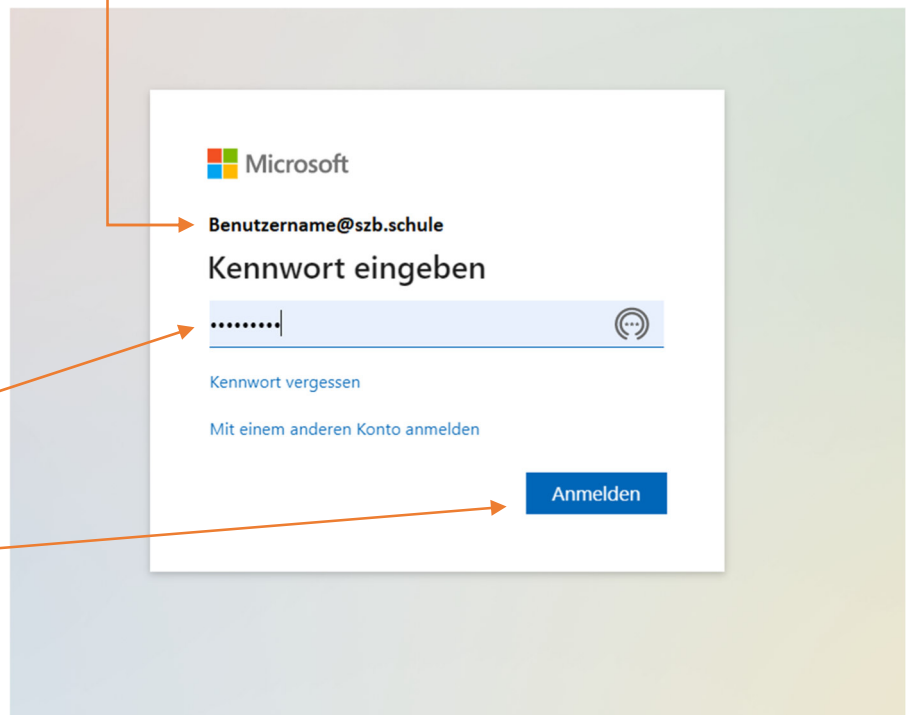 Microsoft
Benutzername@szb.schule
Kennwort eingeben
•••••••••
Kennwort vergessen
Mit einem anderen Konto anmelden
Anmelden